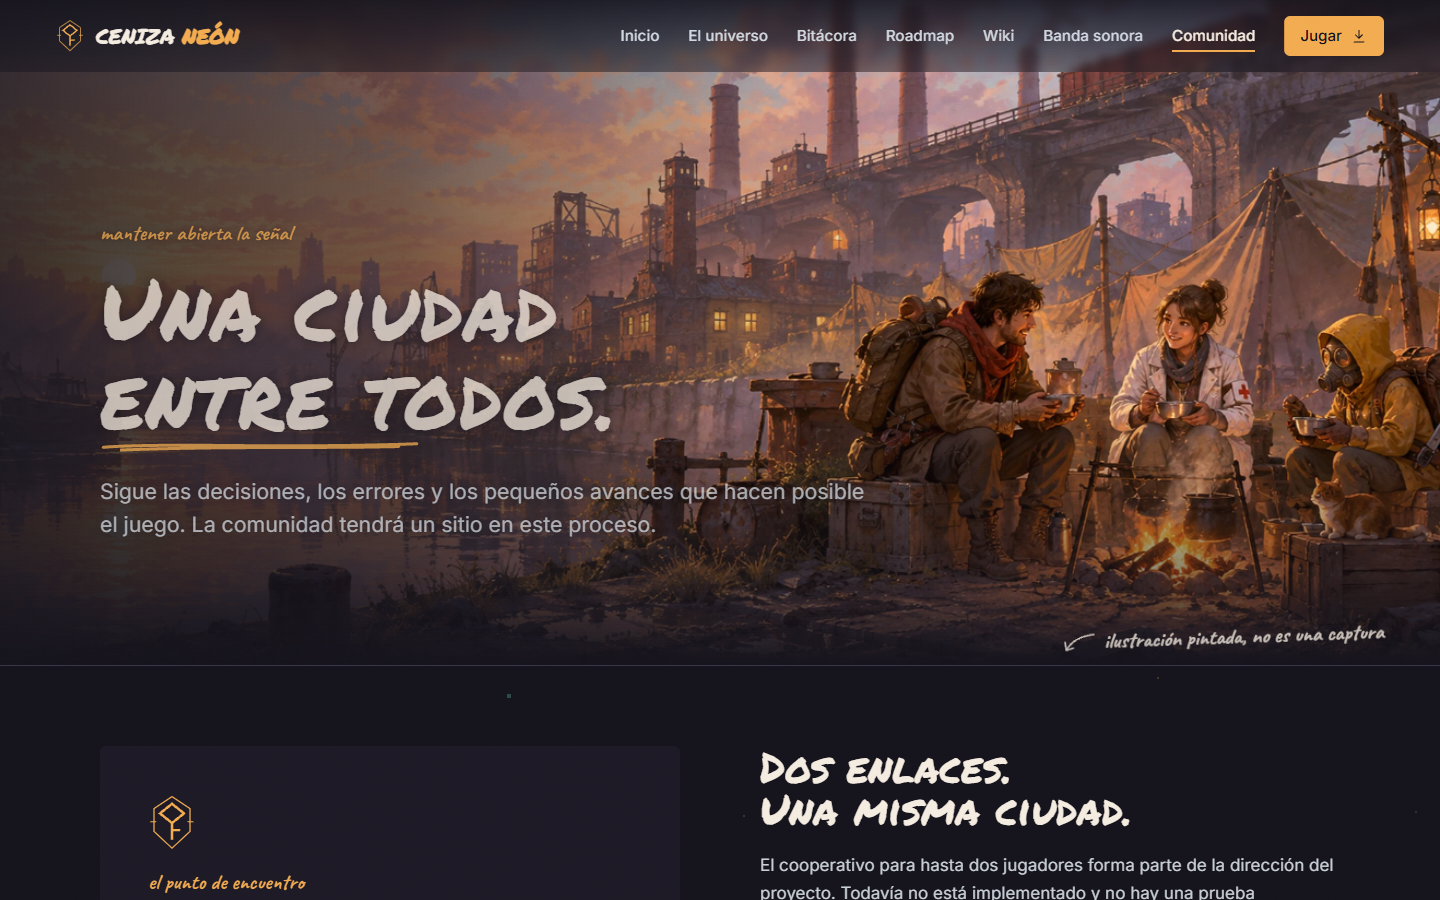 CENIZA NEÓN
Inicio
El universo
Bitácora
Roadmap
Wiki
Banda sonora
Comunidad
Jugar
mantener abierta la señal
UNA CIUDAD
ENTRE TODOS.
Sigue las decisiones, los errores y los pequeños avances que hacen posible
el juego. La comunidad tendrá un sitio en este proceso.
ilustración pintada, no es una captura
el punto de encuentro
DOS ENLACES.
UNA MISMA CIUDAD.
El cooperativo para hasta dos jugadores forma parte de la dirección del
proyecto. Todavía no está implementado y no hay una prueba